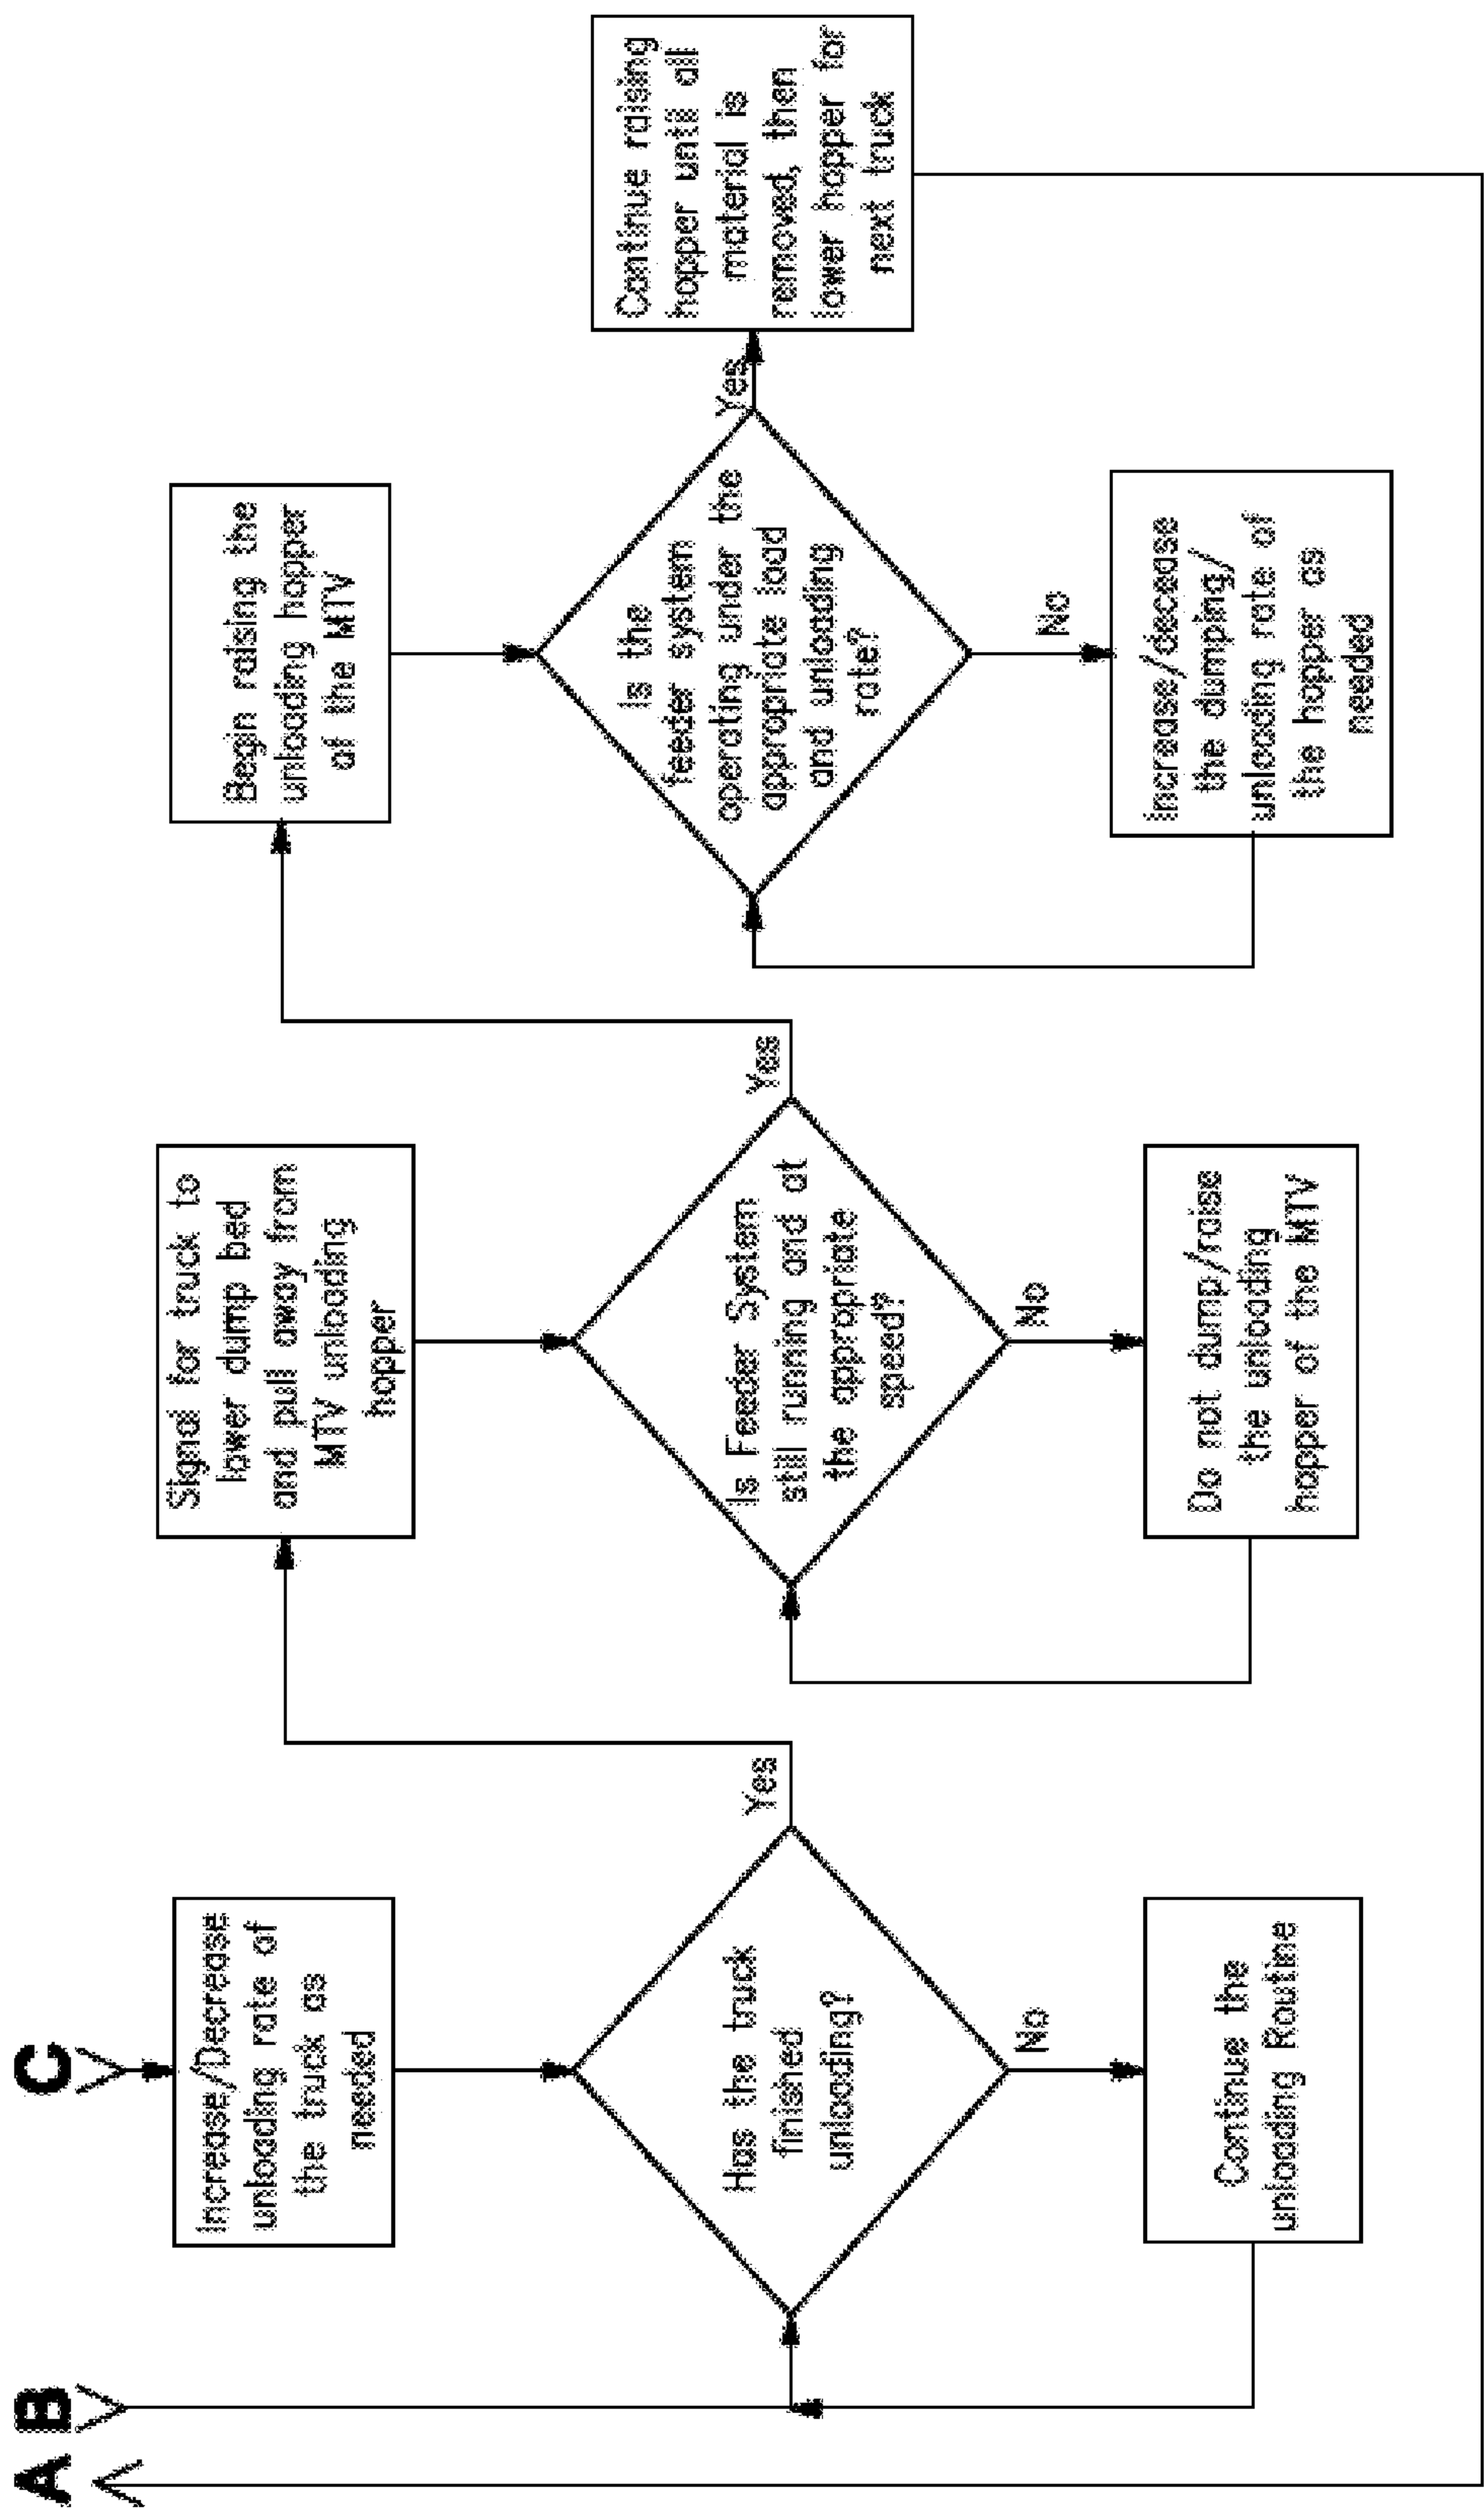 A
B
C
Increase/Decrease
unloading rate of
the truck as
needed
Has the truck
finished
unloading?
Yes
No
Continue the
unloading Routine
Signal for truck to
lower dump bed
and pull away from
MTV unloading
hopper
Is Feeder System
still running and at
the appropriate
speed?
Yes
No
Do not dump/raise
the unloading
hopper of the MTV
Begin raising the
unloading hopper
of the MTV
Is the
feeder system
operating under the
appropriate load
and unloading
rate?
Yes
No
Increase/decease
the dumping/
unloading rate of
the hopper as
needed
Continue raising
hopper until all
material is
removed, then
lower hopper for
next truck